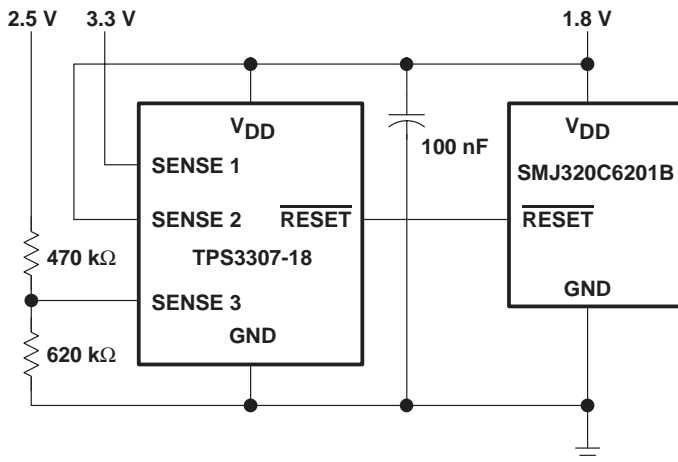 2.5 V 3.3 V 1.8 V
VDD
SENSE 1
SENSE 2 RESET
TPS3307-18
SENSE 3
GND
470 kΩ
620 kΩ
100 nF
VDD
SMJ320C6201B
RESET
GND